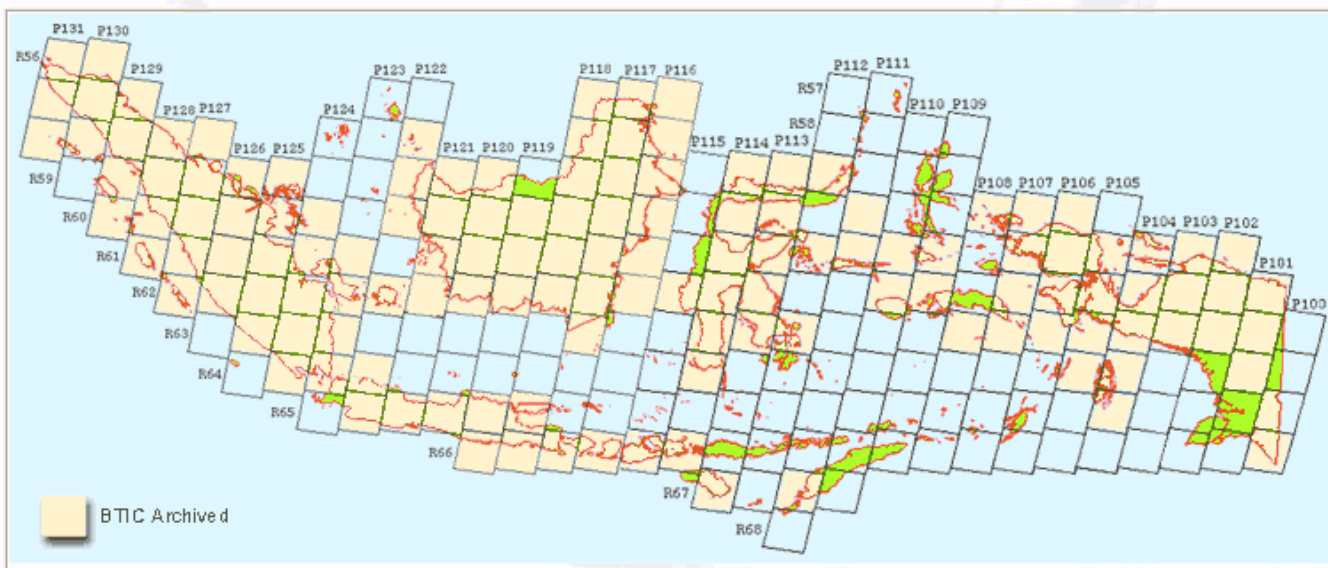 P131 P130
R56
P129
P128 P127
P126 P125
P124
P123 P122
P121 P120 P119
P118 P117 P116
P115 P114 P113
P112 P111
R57
P110 P109
R58
P108 P107 P106 P105
P104 P103 P102
P101
P100
R59
R60
R61
R62
R63
R64
R65
R66
R67
R68
BTIC Archived